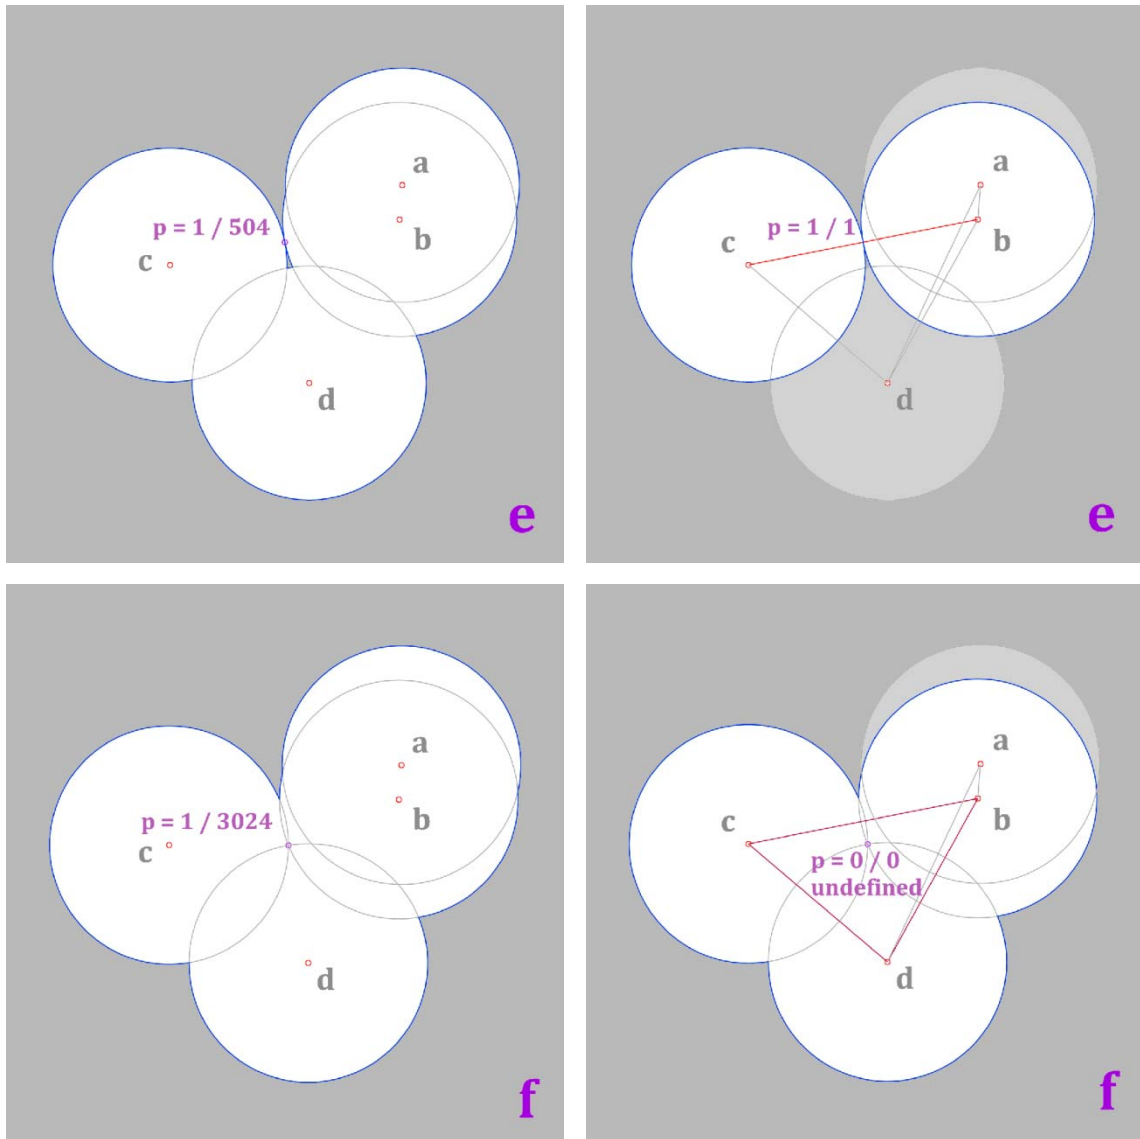 a
p = 1 / 504
b
c
d
e
a
p = 1 / 1
b
c
d
e
a
p = 1 / 3024
b
c
d
f
a
c
b
p = 0 / 0
undefined
d
f